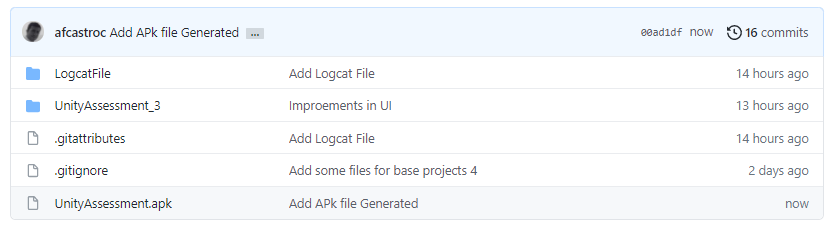 afcastroc Add APk file Generated ... 00ad1df now 16 commits
LogcatFile Add Logcat File 14 hours ago
UnityAssessment_3 Improements in UI 13 hours ago
.gitattributes Add Logcat File 14 hours ago
.gitignore Add some files for base projects 4 2 days ago
UnityAssessment.apk Add APk file Generated now